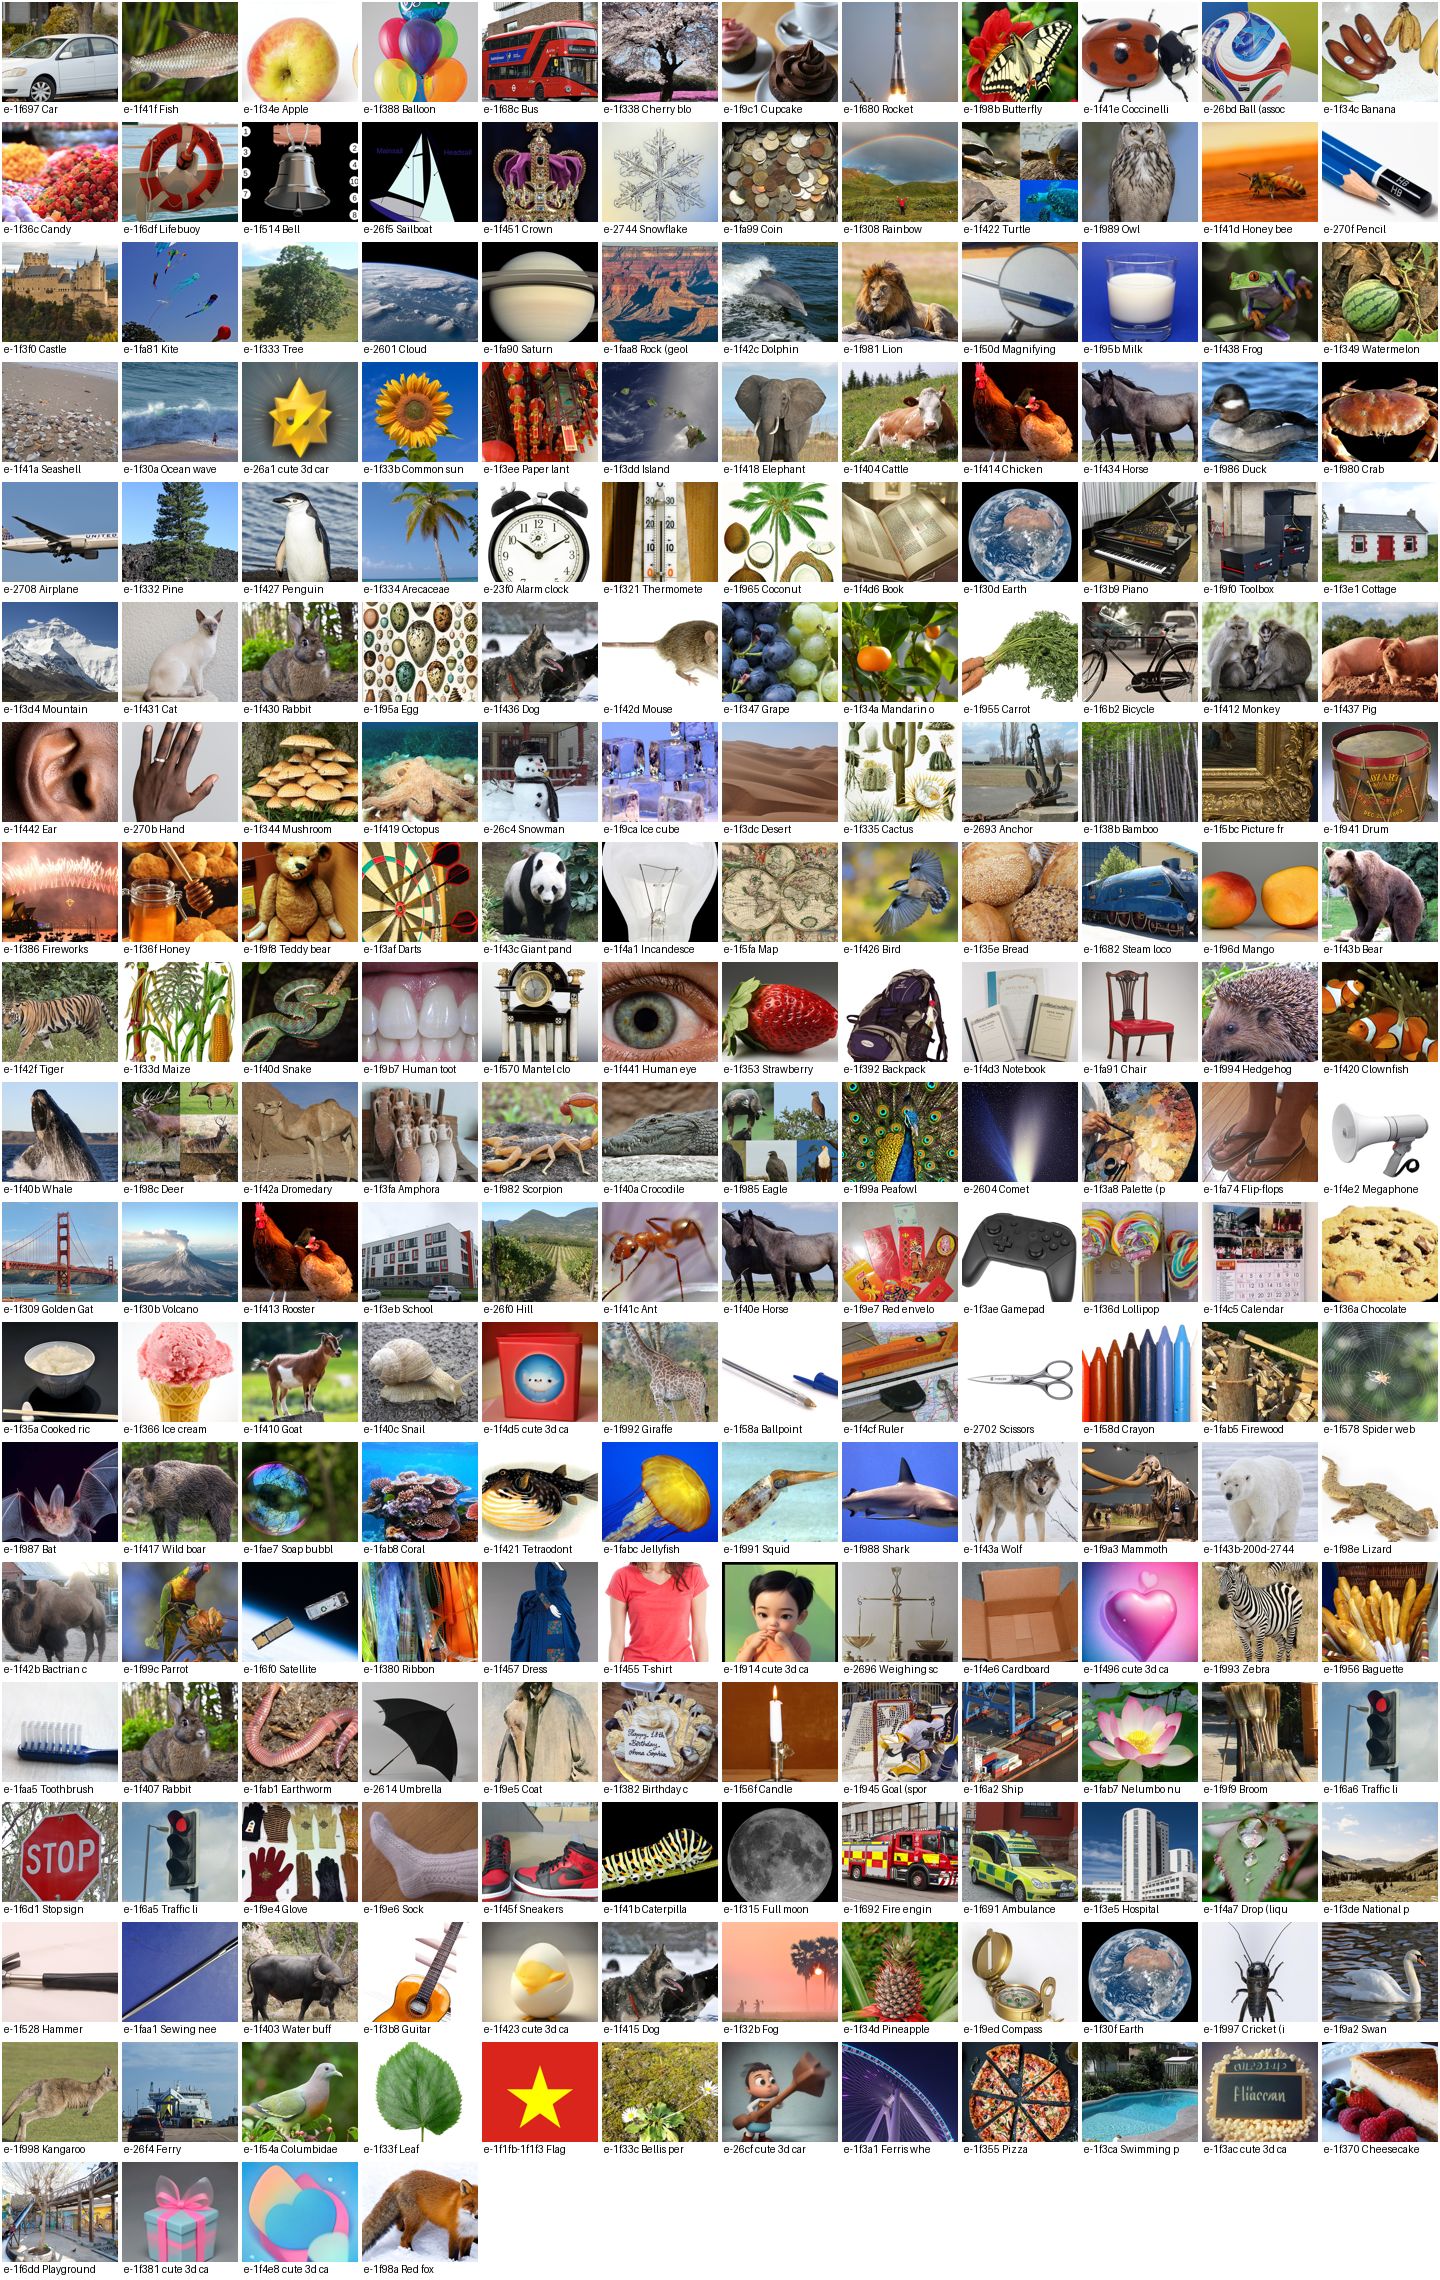 e-1f697 Car e-1f41f Fish e-1f34e Apple e-1f388 Balloon e-1f68c Bus e-1f338 Cherry blo e-1f9c1 Cupcake e-1f680 Rocket e-1f98b Butterfly e-1f41e Coccinelli e-26bd Ball (assoc e-1f34c Banana
Mainsail Headsail
e-1f36c Candy e-1f6df Lifebuoy e-1f514 Bell e-26f5 Sailboat e-1f451 Crown e-2744 Snowflake e-1fa99 Coin e-1f308 Rainbow e-1f422 Turtle e-1f989 Owl e-1f41d Honey bee e-270f Pencil
e-1f3f0 Castle e-1fa81 Kite e-1f333 Tree e-2601 Cloud e-1fa90 Saturn e-1faa8 Rock (geol e-1f42c Dolphin e-1f981 Lion e-1f50d Magnifying e-1f95b Milk e-1f438 Frog e-1f349 Watermelon
e-1f41a Seashell e-1f30a Ocean wave e-26a1 cute 3d car e-1f33b Common sun e-1f3ee Paper lant e-1f3dd Island e-1f418 Elephant e-1f404 Cattle e-1f414 Chicken e-1f434 Horse e-1f986 Duck e-1f980 Crab
e-2708 Airplane e-1f332 Pine e-1f427 Penguin e-1f334 Arecaceae e-23f0 Alarm clock e-1f321 Thermomete e-1f965 Coconut e-1f4d6 Book e-1f30d Earth e-1f3b9 Piano e-1f9f0 Toolbox e-1f3e1 Cottage
e-1f3d4 Mountain e-1f431 Cat e-1f430 Rabbit e-1f95a Egg e-1f436 Dog e-1f42d Mouse e-1f347 Grape e-1f34a Mandarin o e-1f955 Carrot e-1f6b2 Bicycle e-1f412 Monkey e-1f437 Pig
e-1f442 Ear e-270b Hand e-1f344 Mushroom e-1f419 Octopus e-26c4 Snowman e-1f9ca Ice cube e-1f3dc Desert e-1f335 Cactus e-2693 Anchor e-1f38b Bamboo e-1f5bc Picture fr e-1f941 Drum
e-1f386 Fireworks e-1f36f Honey e-1f9f8 Teddy bear e-1f3af Darts e-1f43c Giant pand e-1f4a1 Incandesce e-1f5fa Map e-1f426 Bird e-1f35e Bread e-1f682 Steam loco e-1f96d Mango e-1f43b Bear
e-1f42f Tiger e-1f33d Maize e-1f40d Snake e-1f9b7 Human toot e-1f570 Mantel clo e-1f441 Human eye e-1f353 Strawberry e-1f392 Backpack e-1f4d3 Notebook e-1fa91 Chair e-1f994 Hedgehog e-1f420 Clownfish
e-1f40b Whale e-1f98c Deer e-1f42a Dromedary e-1f3fa Amphora e-1f982 Scorpion e-1f40a Crocodile e-1f985 Eagle e-1f99a Peafowl e-2604 Comet e-1f3a8 Palette (p e-1fa74 Flip-flops e-1f4e2 Megaphone
e-1f309 Golden Gat e-1f30b Volcano e-1f413 Rooster e-1f3eb School e-26f0 Hill e-1f41c Ant e-1f40e Horse e-1f9e7 Red envelo e-1f3ae Gamepad e-1f36d Lollipop e-1f4c5 Calendar e-1f36a Chocolate
e-1f35a Cooked ric e-1f366 Ice cream e-1f410 Goat e-1f40c Snail e-1f4d5 cute 3d ca e-1f992 Giraffe e-1f58a Ballpoint e-1f4cf Ruler e-2702 Scissors e-1f58d Crayon e-1fab5 Firewood e-1f578 Spider web
e-1f987 Bat e-1f417 Wild boar e-1fae7 Soap bubbl e-1fab8 Coral e-1f421 Tetraodont e-1fabc Jellyfish e-1f991 Squid e-1f988 Shark e-1f43a Wolf e-1f9a3 Mammoth e-1f43b-200d-2744 e-1f98e Lizard
e-1f42b Bactrian c e-1f99c Parrot e-1f6f0 Satellite e-1f380 Ribbon e-1f457 Dress e-1f455 T-shirt e-1f914 cute 3d ca e-2696 Weighing sc e-1f4e6 Cardboard e-1f496 cute 3d ca e-1f993 Zebra e-1f956 Baguette
e-1faa5 Toothbrush e-1f407 Rabbit e-1fab1 Earthworm e-2614 Umbrella e-1f9e5 Coat e-1f382 Birthday c e-1f56f Candle e-1f945 Goal (spor e-1f6a2 Ship e-1fab7 Nelumbo nu e-1f9f9 Broom e-1f6a6 Traffic li
STOP
e-1f6d1 Stop sign e-1f6a5 Traffic li e-1f9e4 Glove e-1f9e6 Sock e-1f45f Sneakers e-1f41b Caterpilla e-1f315 Full moon e-1f692 Fire engin e-1f691 Ambulance e-1f3e5 Hospital e-1f4a7 Drop (liqu e-1f3de National p
e-1f528 Hammer e-1faa1 Sewing nee e-1f403 Water buff e-1f3b8 Guitar e-1f423 cute 3d ca e-1f415 Dog e-1f32b Fog e-1f34d Pineapple e-1f9ed Compass e-1f30f Earth e-1f997 Cricket (i e-1f9a2 Swan
e-1f998 Kangaroo e-26f4 Ferry e-1f54a Columbidae e-1f33f Leaf e-1f1fb-1f1f3 Flag e-1f33c Bellis per e-26cf cute 3d car e-1f3a1 Ferris whe e-1f355 Pizza e-1f3ca Swimming p e-1f3ac cute 3d ca e-1f370 Cheesecake
e-1f6dd Playground e-1f381 cute 3d ca e-1f4e8 cute 3d ca e-1f98a Red fox